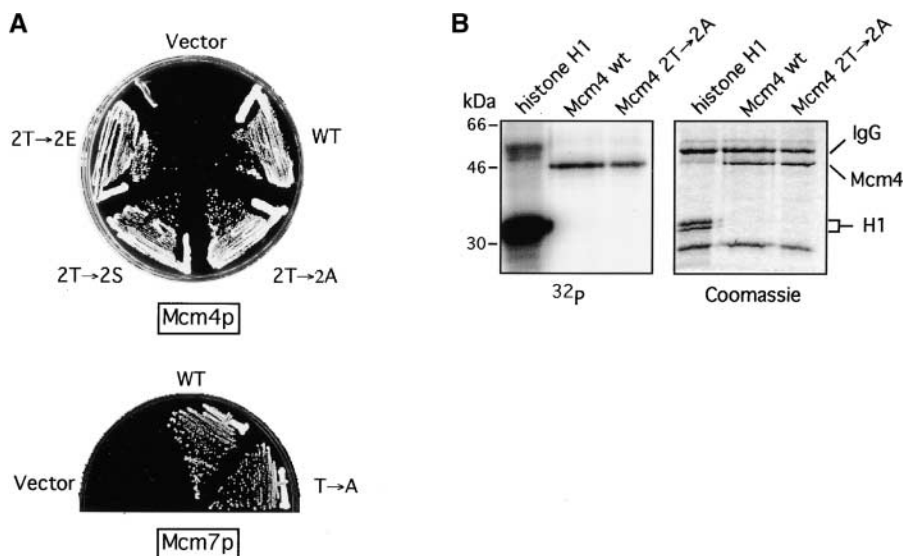 A
Vector
2T→2E
WT
2T→2S
2T→2A
Mcm4p
WT
Vector
T→A
Mcm7p
B
histone H1
Mcm4 wt
Mcm4 2T→2A
histone H1
Mcm4 wt
Mcm4 2T→2A
kDa
66
46
30
IgG
Mcm4
H1
32P
Coomassie